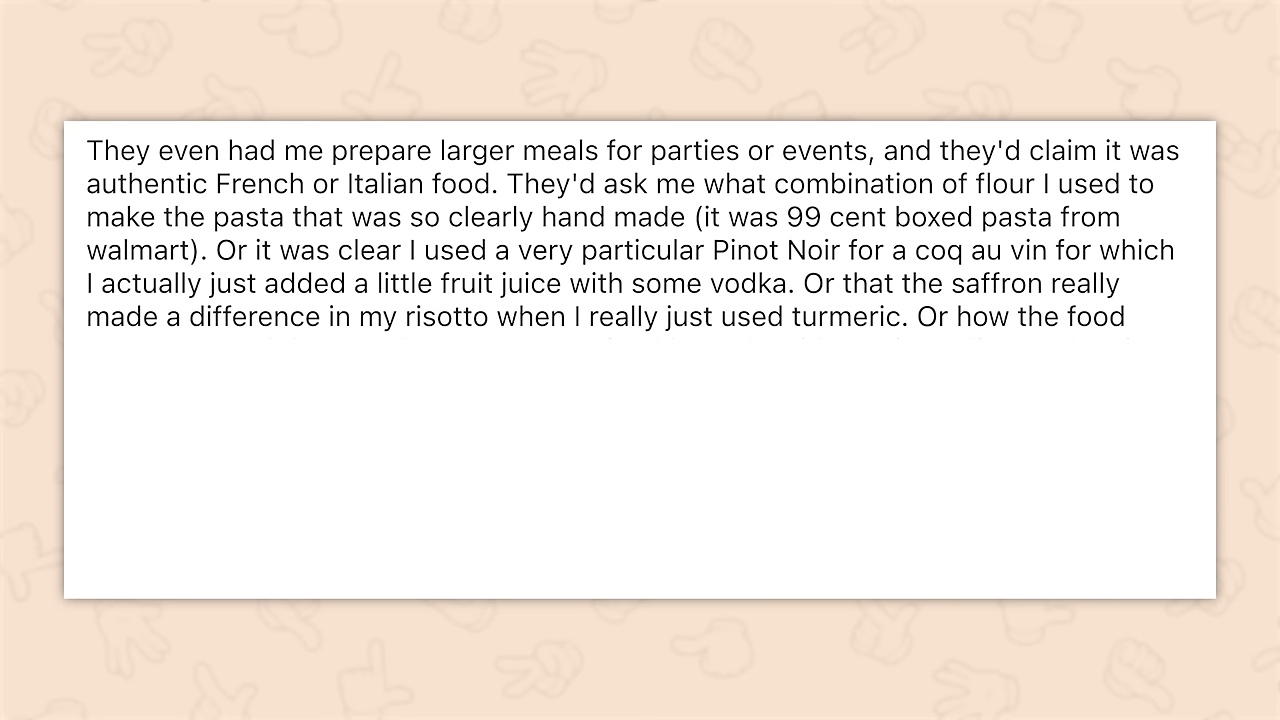 They even had me prepare larger meals for parties or events, and they'd claim it was
authentic French or Italian food. They'd ask me what combination of flour I used to
make the pasta that was so clearly hand made (it was 99 cent boxed pasta from
walmart). Or it was clear I used a very particular Pinot Noir for a coq au vin for which
I actually just added a little fruit juice with some vodka. Or that the saffron really
made a difference in my risotto when I really just used turmeric. Or how the food